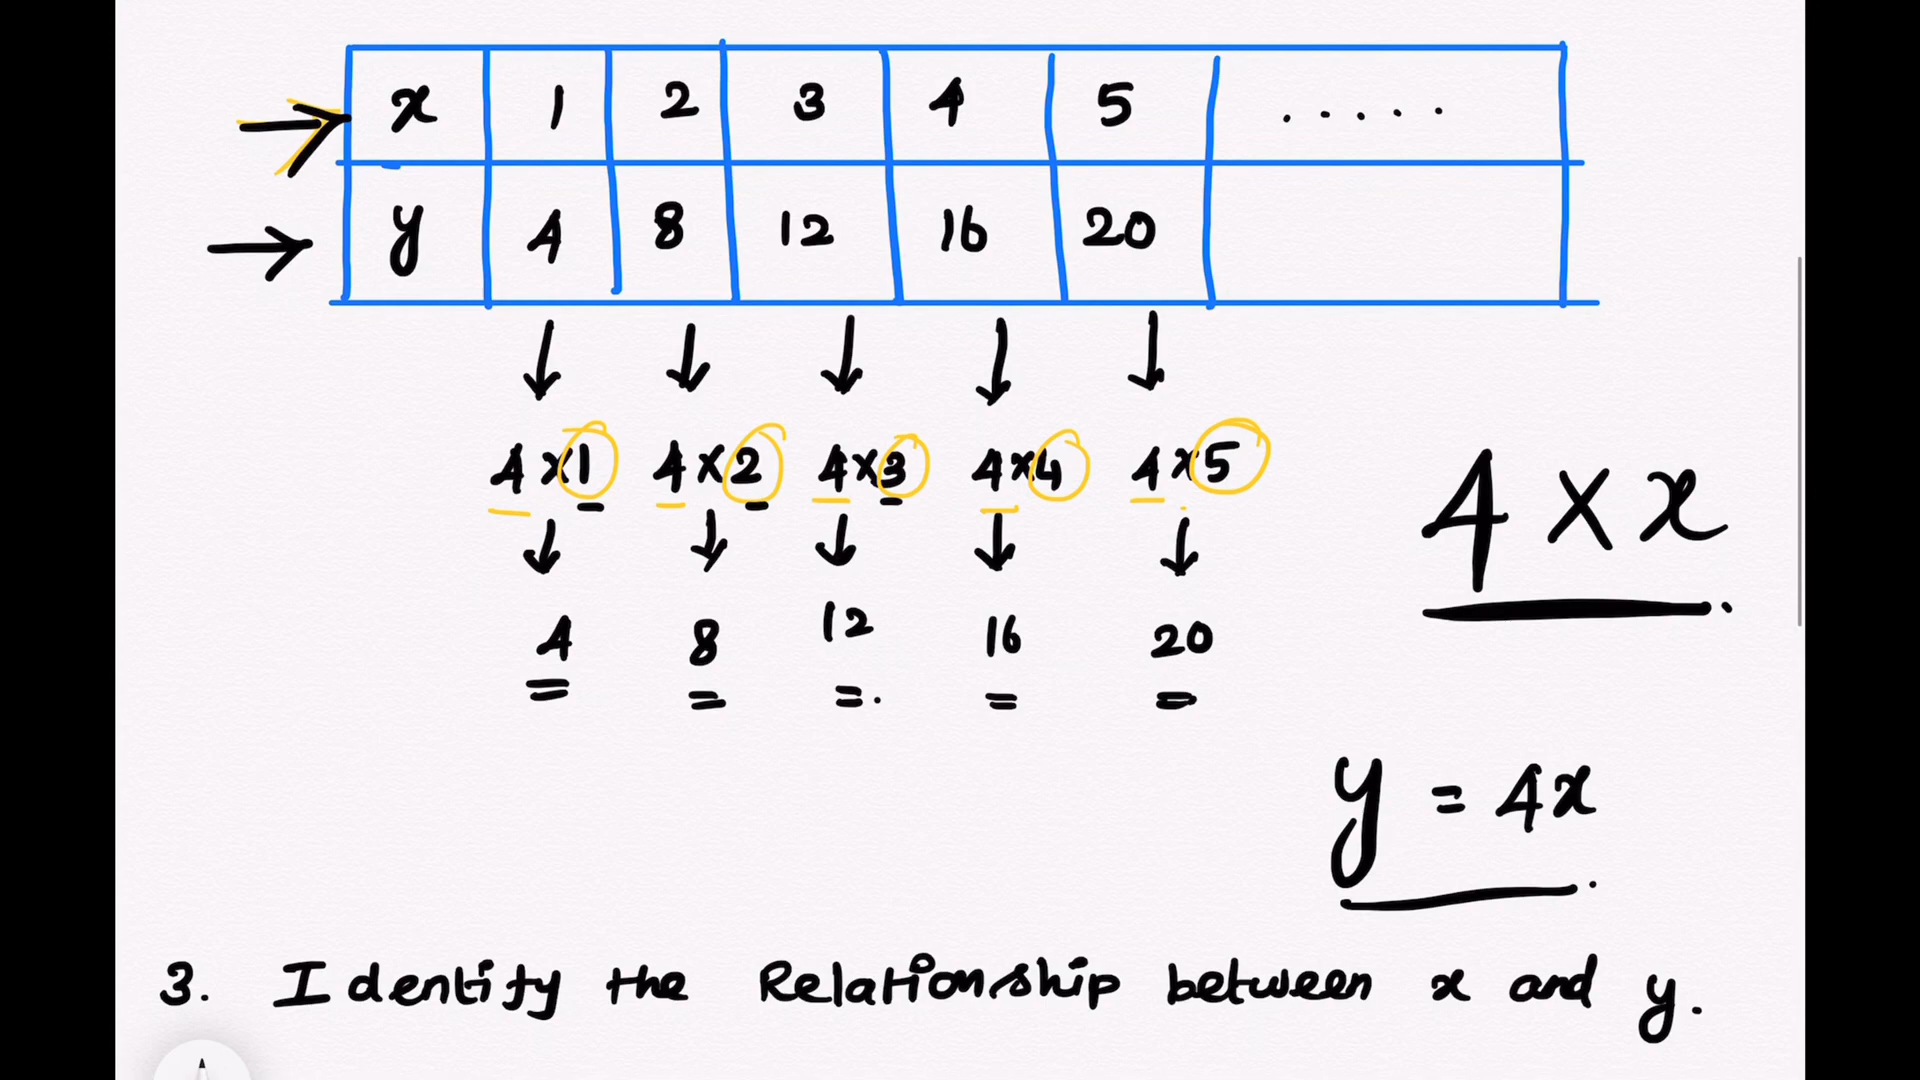 x 1 2 3 4 5 .....
y 4 8 12 16 20
4×1 4×2 4×3 4×4 4×5
4 8 12 16 20
= = =. = =
4 × x.
y = 4x.
3. Identify the Relationship between x and y.